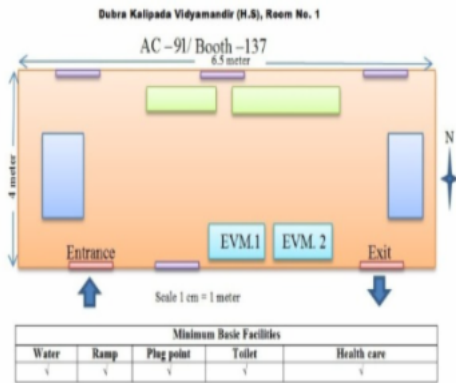 Dubra Kalipada Vidyamandir (H.S), Room No. 1
AC –91/ Booth –137
6.5 meter
4 meter
N
EVM.1 EVM. 2
Entrance Exit
Scale 1 cm = 1 meter
Minimum Basic Facilities
Water Ramp Plug point Toilet Health care
√ √ √ √ √